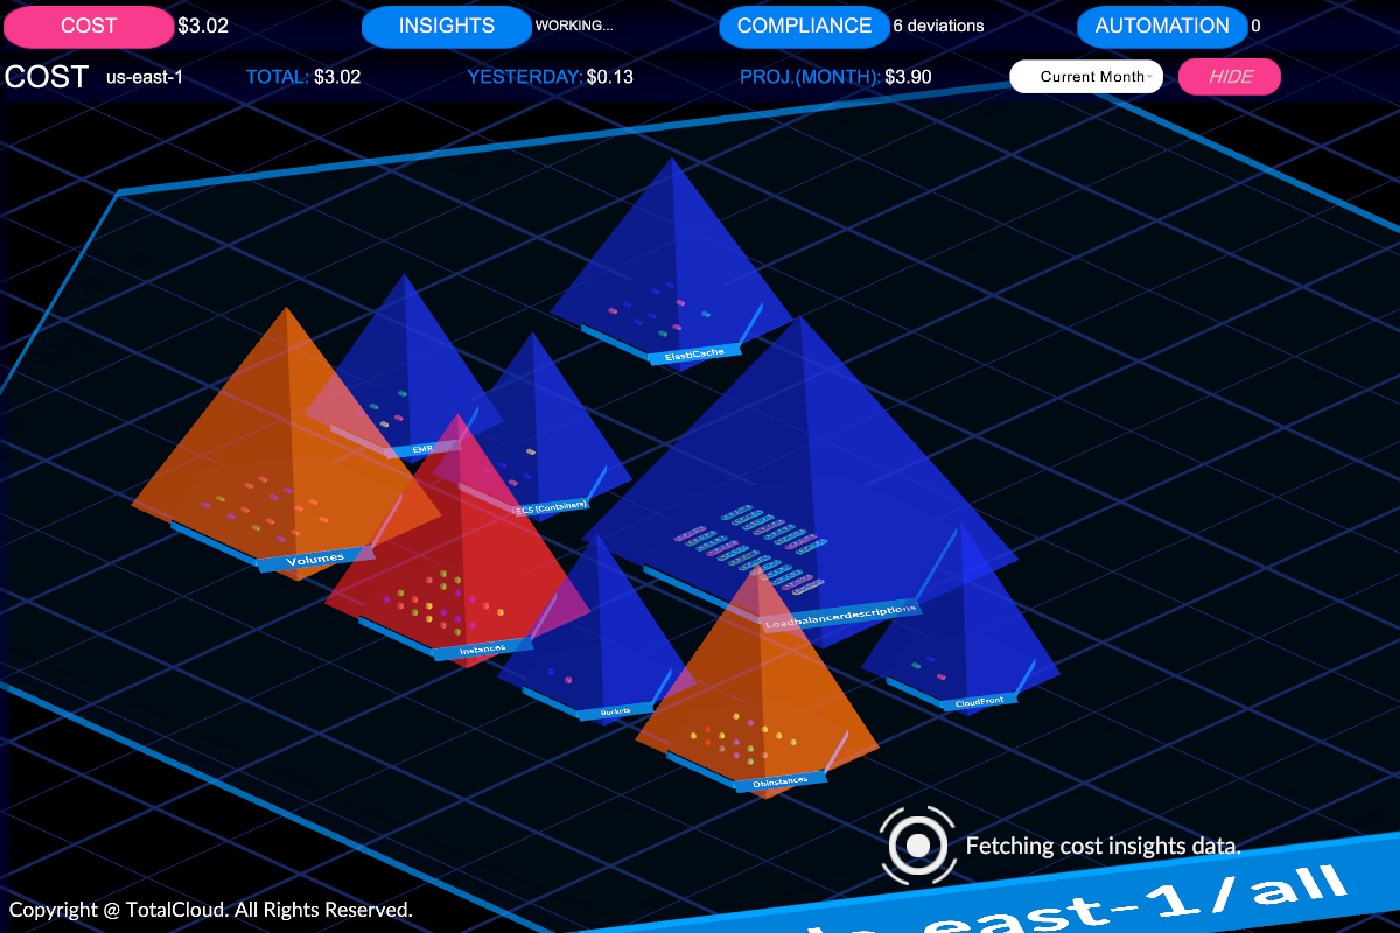 COST $3.02 INSIGHTS WORKING... COMPLIANCE 6 deviations AUTOMATION 0
COST us-east-1 TOTAL: $3.02 YESTERDAY: $0.13 PROJ.(MONTH): $3.90 Current Month HIDE
ElastiCache
EMR
ECS (Containers)
Volumes
Loadbalancerdescriptions
Instances
CloudFront
Buckets
Dbinstances
Fetching cost insights data.
east-1/all
Copyright @ TotalCloud. All Rights Reserved.